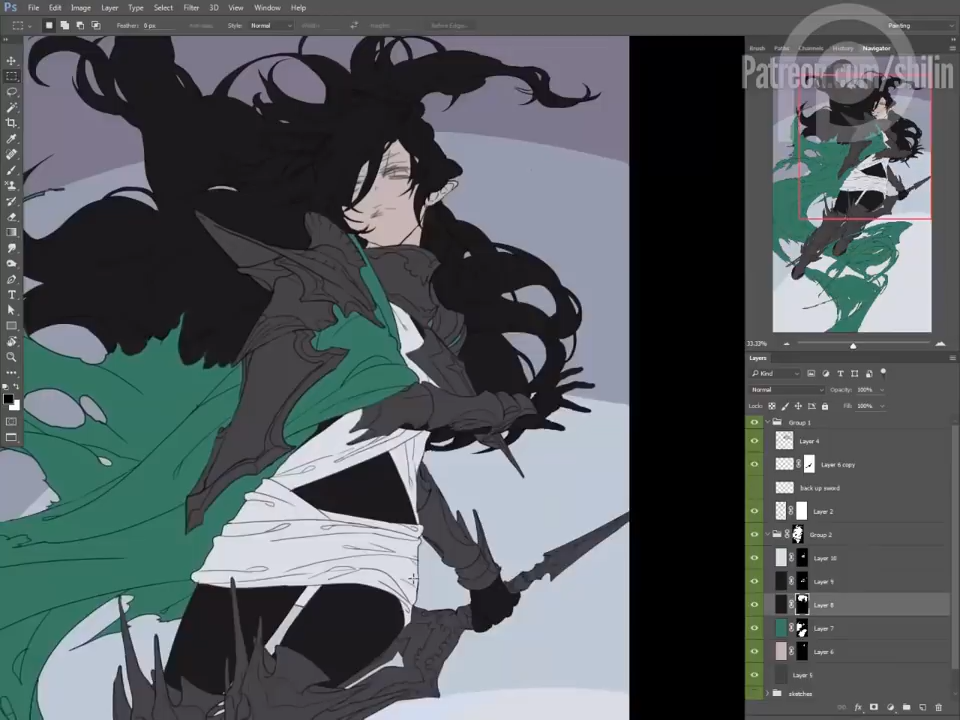 Ps File Edit Image Layer Type Select Filter 3D View Window Help
Feather: 0 px Style: Normal Refine Edge... Painting
Brush Paths Channels History Navigator
Patreon.com/shilin
33.33%
Layers
Kind
Normal Opacity: 100%
Lock: Fill: 100%
Group 1
Layer 4
Layer 6 copy
back up sword
Layer 2
Group 2
Layer 10
Layer 9
Layer 8
Layer 7
Layer 6
Layer 5
sketches
fx